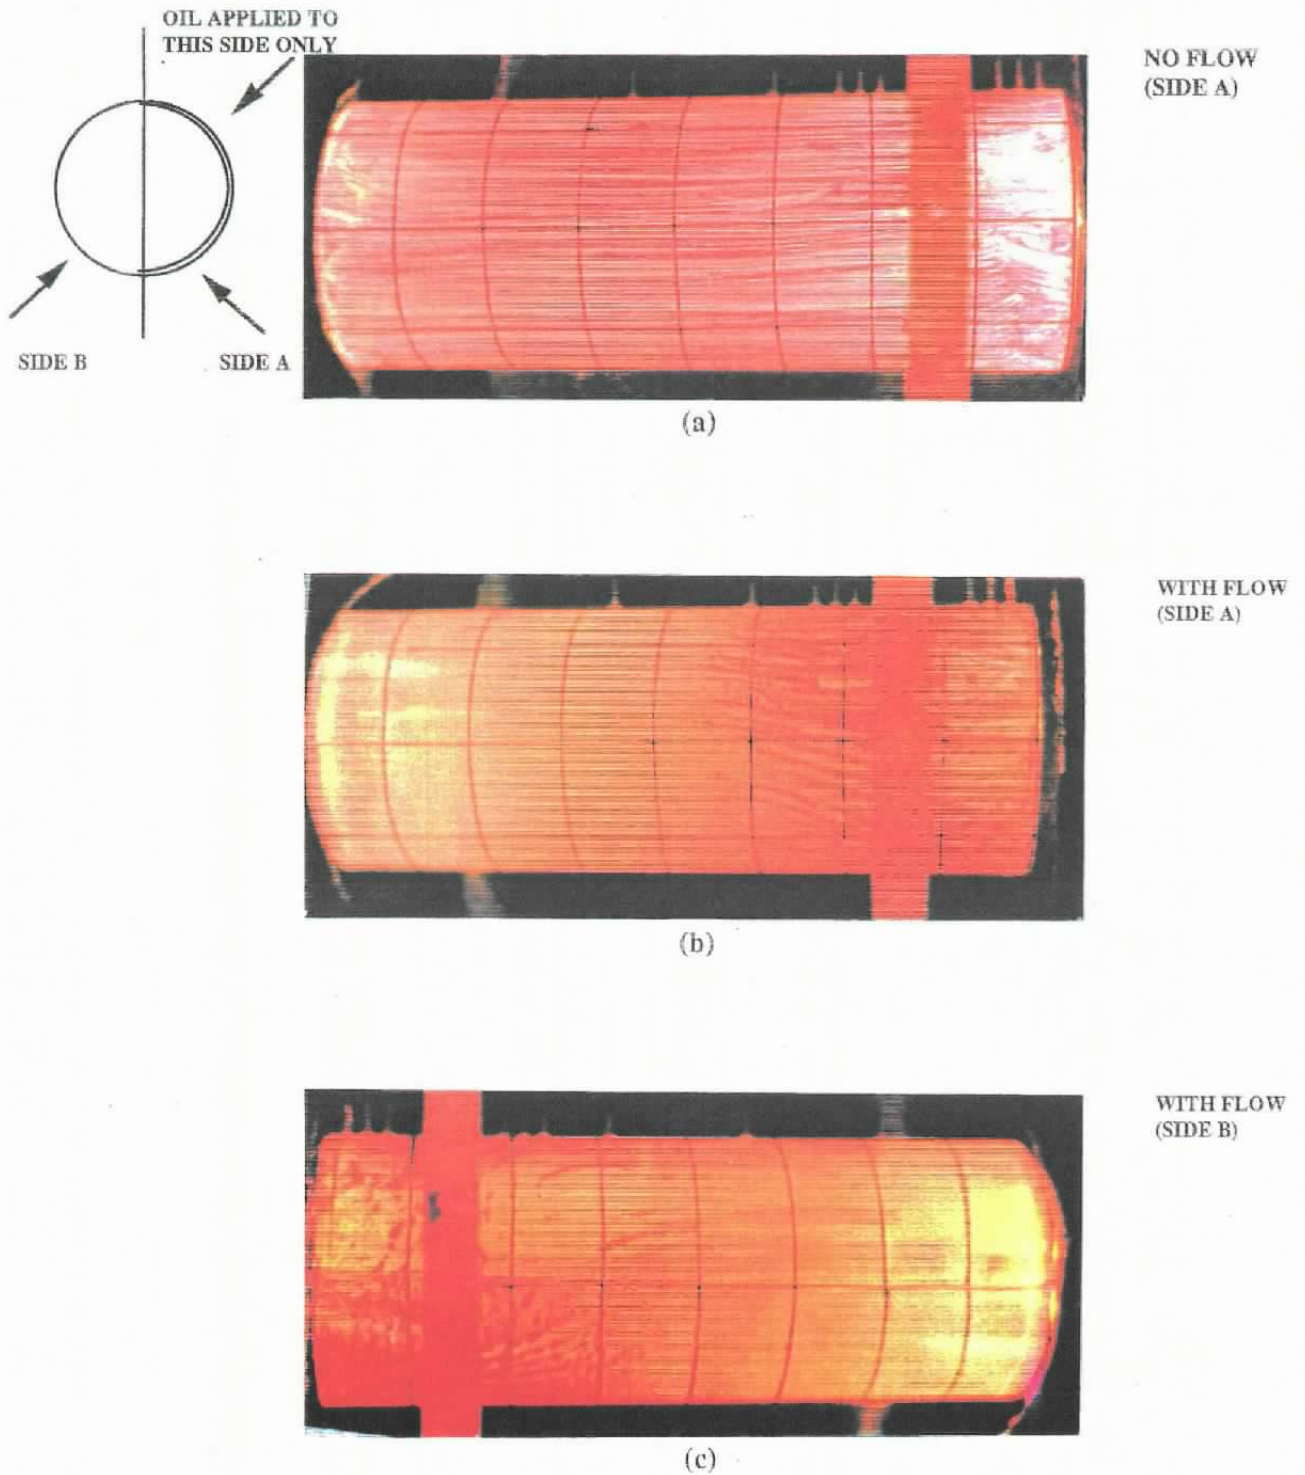 OIL APPLIED TO
THIS SIDE ONLY
SIDE B
SIDE A
NO FLOW
(SIDE A)
(a)
WITH FLOW
(SIDE A)
(b)
WITH FLOW
(SIDE B)
(c)